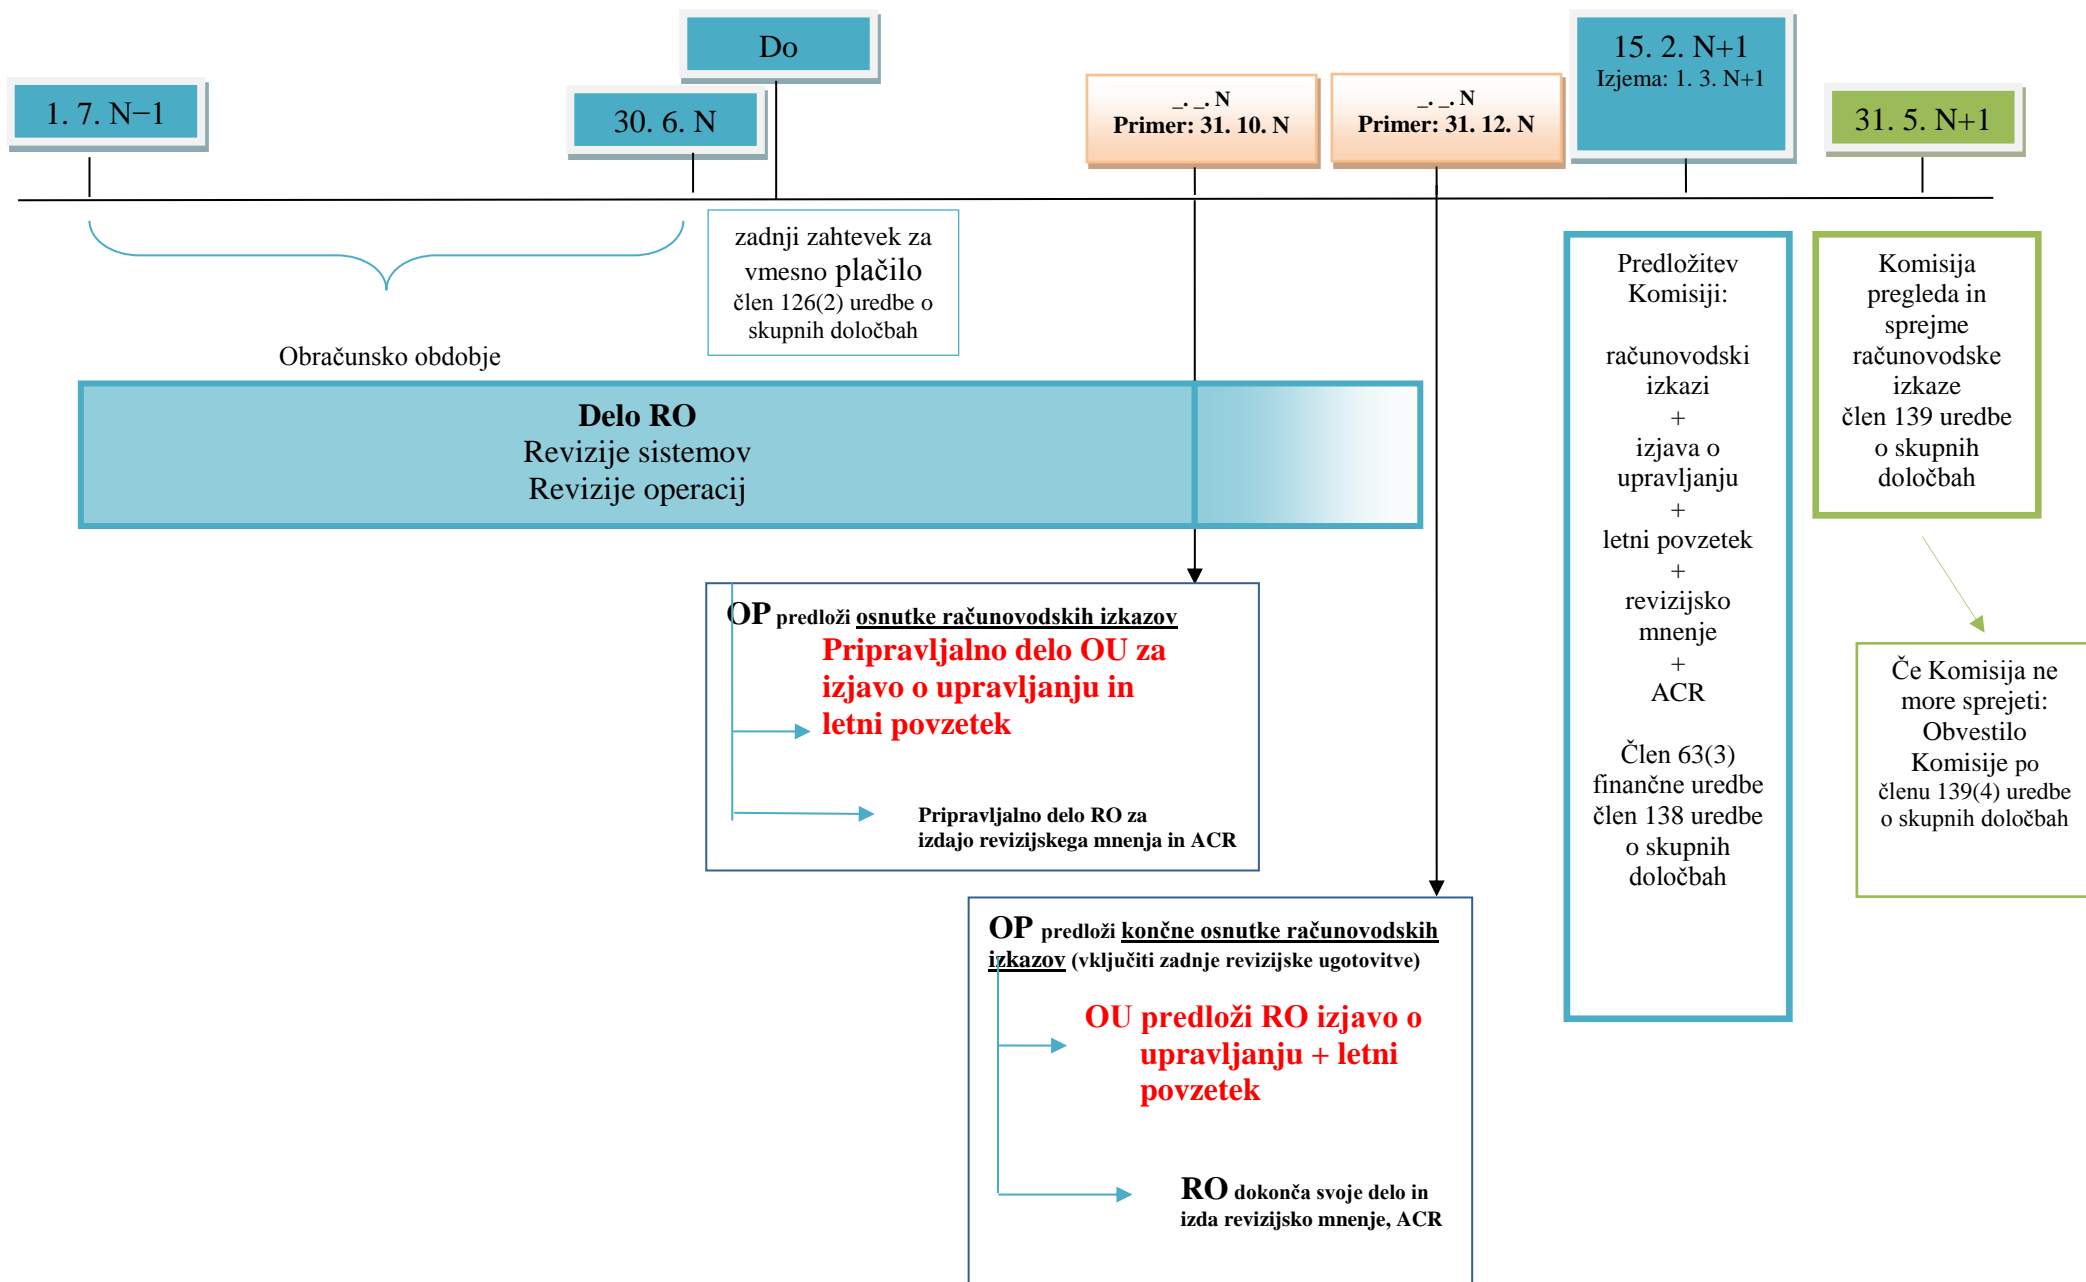 1. 7. N−1
30. 6. N
Do
_. _. N
Primer: 31. 10. N
_. _. N
Primer: 31. 12. N
15. 2. N+1
Izjema: 1. 3. N+1
31. 5. N+1
Obračunsko obdobje
zadnji zahtevek za
vmesno plačilo
člen 126(2) uredbe o
skupnih določbah
Delo RO
Revizije sistemov
Revizije operacij
OP predloži osnutke računovodskih izkazov
Pripravljalno delo OU za
izjavo o upravljanju in
letni povzetek
Pripravljalno delo RO za
izdajo revizijskega mnenja in ACR
OP predloži končne osnutke računovodskih
izkazov (vključiti zadnje revizijske ugotovitve)
OU predloži RO izjavo o
upravljanju + letni
povzetek
RO dokonča svoje delo in
izda revizijsko mnenje, ACR
Predložitev
Komisiji:
računovodski
izkazi
+
izjava o
upravljanju
+
letni povzetek
+
revizijsko
mnenje
+
ACR
Člen 63(3)
finančne uredbe
člen 138 uredbe
o skupnih
določbah
Komisija
pregleda in
sprejme
računovodske
izkaze
člen 139 uredbe
o skupnih
določbah
Če Komisija ne
more sprejeti:
Obvestilo
Komisije po
členu 139(4) uredbe
o skupnih določbah